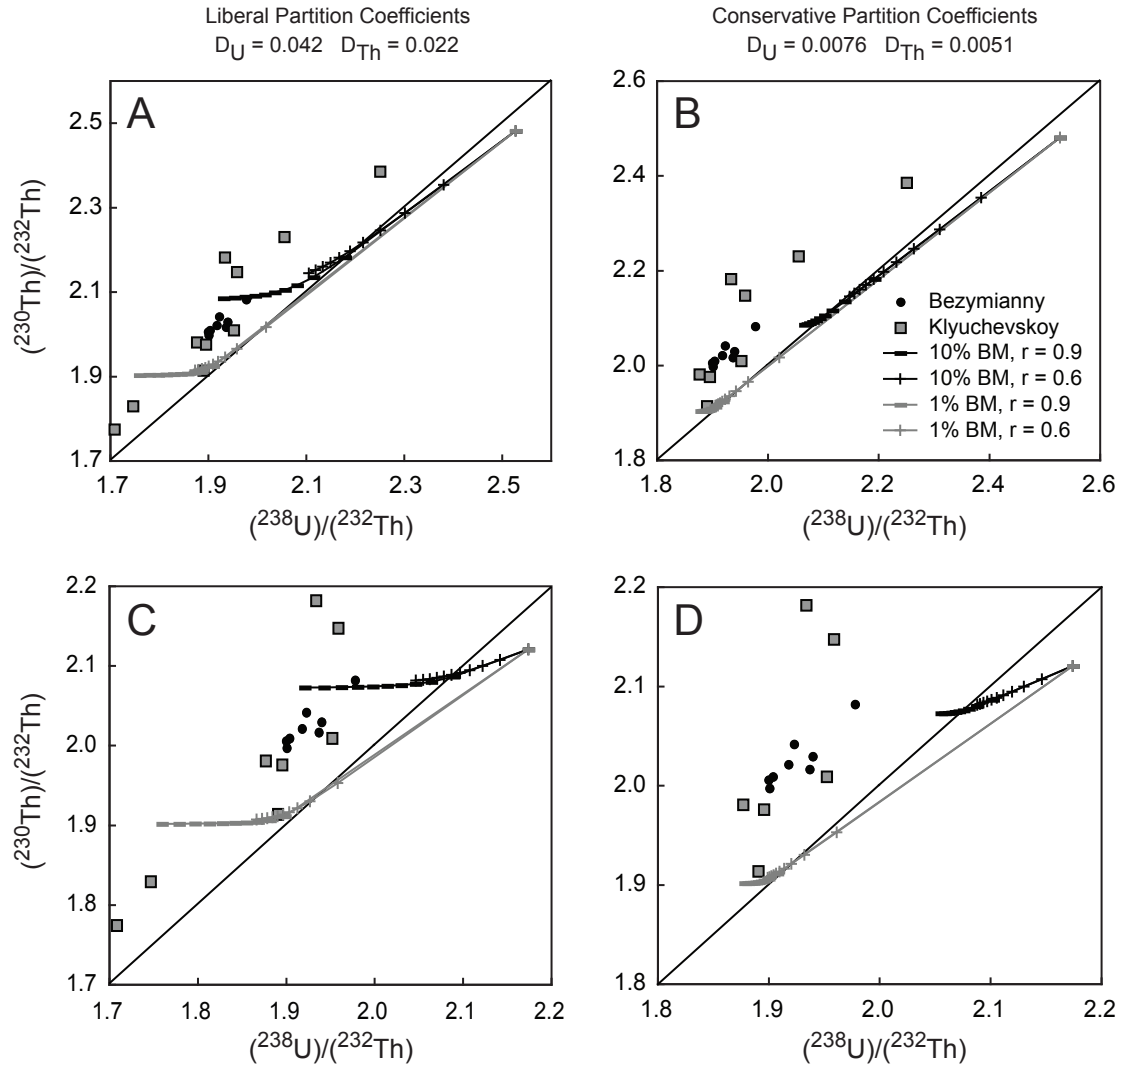 Liberal Partition Coefficients
D_U = 0.042 D_Th = 0.022
Conservative Partition Coefficients
D_U = 0.0076 D_Th = 0.0051
A
2.5
2.3
2.1
1.9
1.7
1.7 1.9 2.1 2.3 2.5
(²³⁰Th)/(²³²Th)
(²³⁸U)/(²³²Th)
B
2.6
2.4
2.2
2.0
1.8
1.8 2.0 2.2 2.4 2.6
Bezymianny
Klyuchevskoy
10% BM, r = 0.9
10% BM, r = 0.6
1% BM, r = 0.9
1% BM, r = 0.6
(²³⁸U)/(²³²Th)
C
2.2
2.1
2.0
1.9
1.8
1.7
1.7 1.8 1.9 2.0 2.1 2.2
(²³⁰Th)/(²³²Th)
(²³⁸U)/(²³²Th)
D
2.2
2.1
2.0
1.9
1.8
1.8 1.9 2.0 2.1 2.2
(²³⁸U)/(²³²Th)